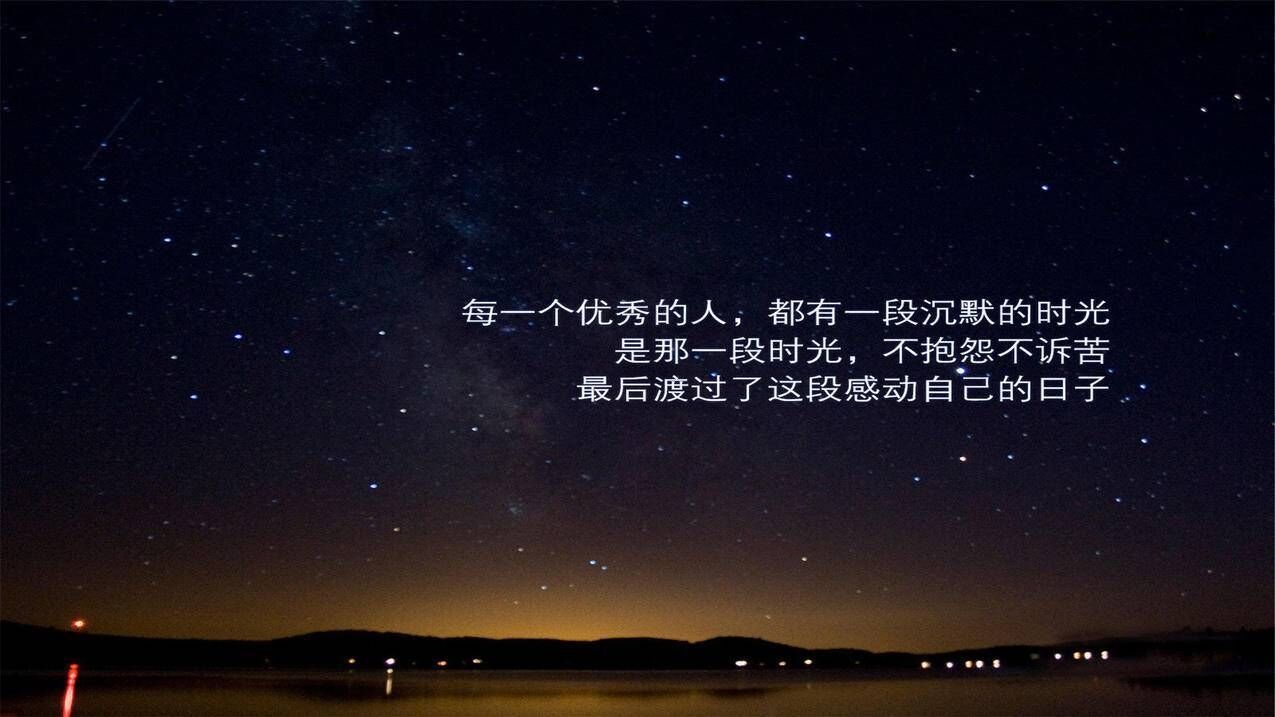 每一个优秀的人，都有一段沉默的时光
是那一段时光，不抱怨不诉苦
最后渡过了这段感动自己的日子